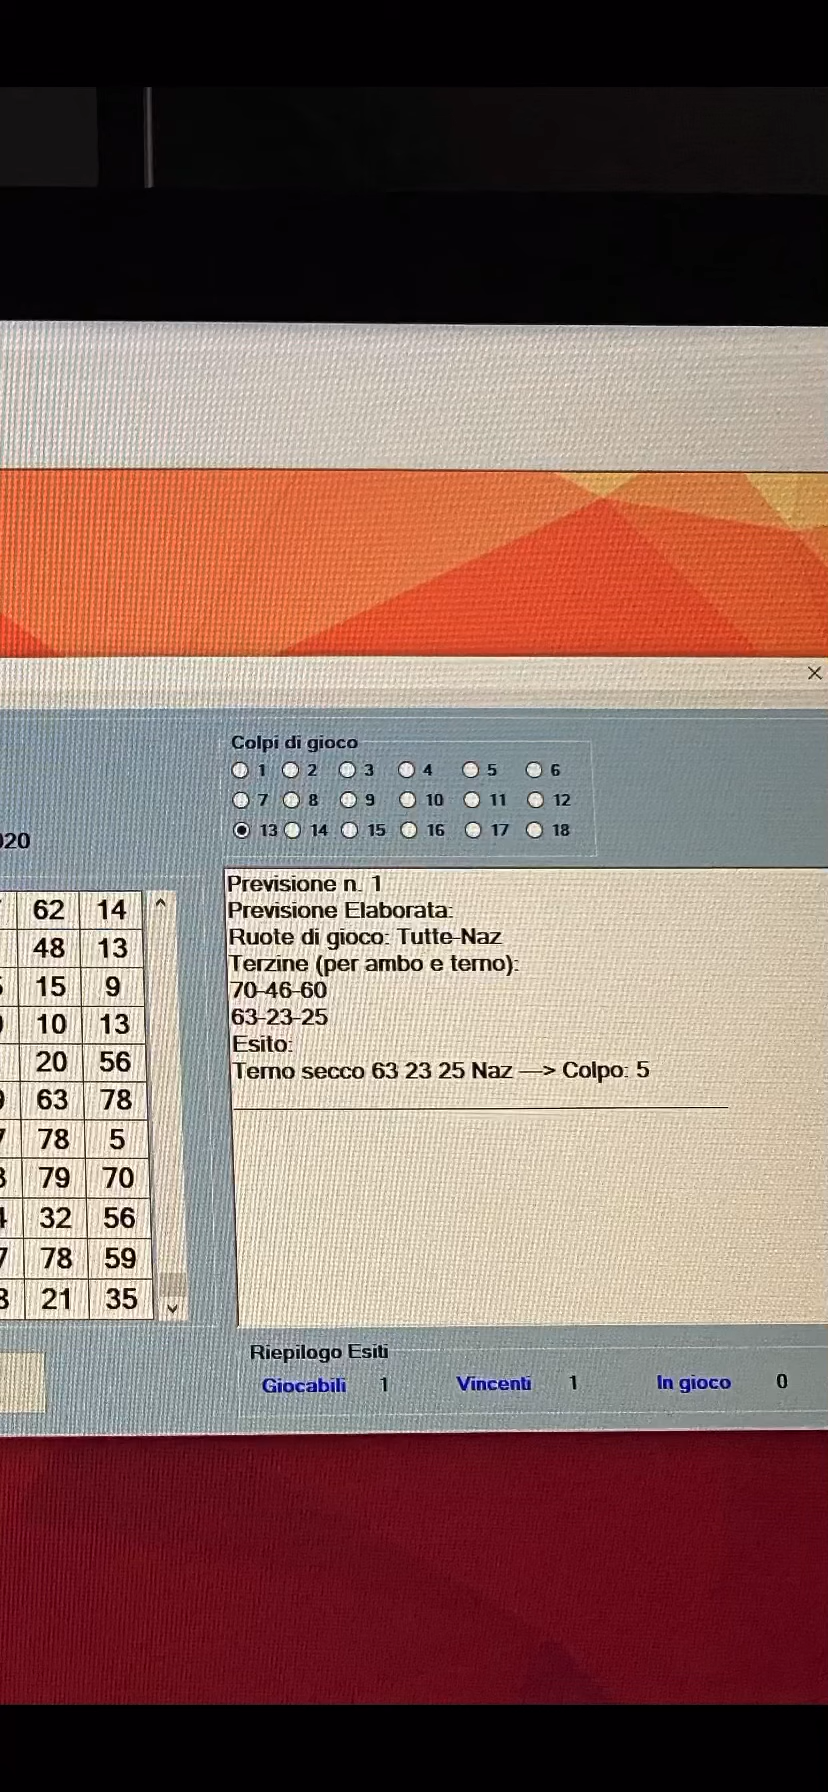 Colpi di gioco
1 2 3 4 5 6
7 8 9 10 11 12
13 14 15 16 17 18
020
62 14
48 13
15 9
10 13
20 56
63 78
78 5
79 70
32 56
78 59
21 35
Previsione n. 1
Previsione Elaborata:
Ruote di gioco: Tutte-Naz
Terzine (per ambo e terno):
70-46-60
63-23-25
Esito:
Terno secco 63 23 25 Naz —> Colpo: 5
Riepilogo Esiti
Giocabili 1 Vincenti 1 In gioco 0